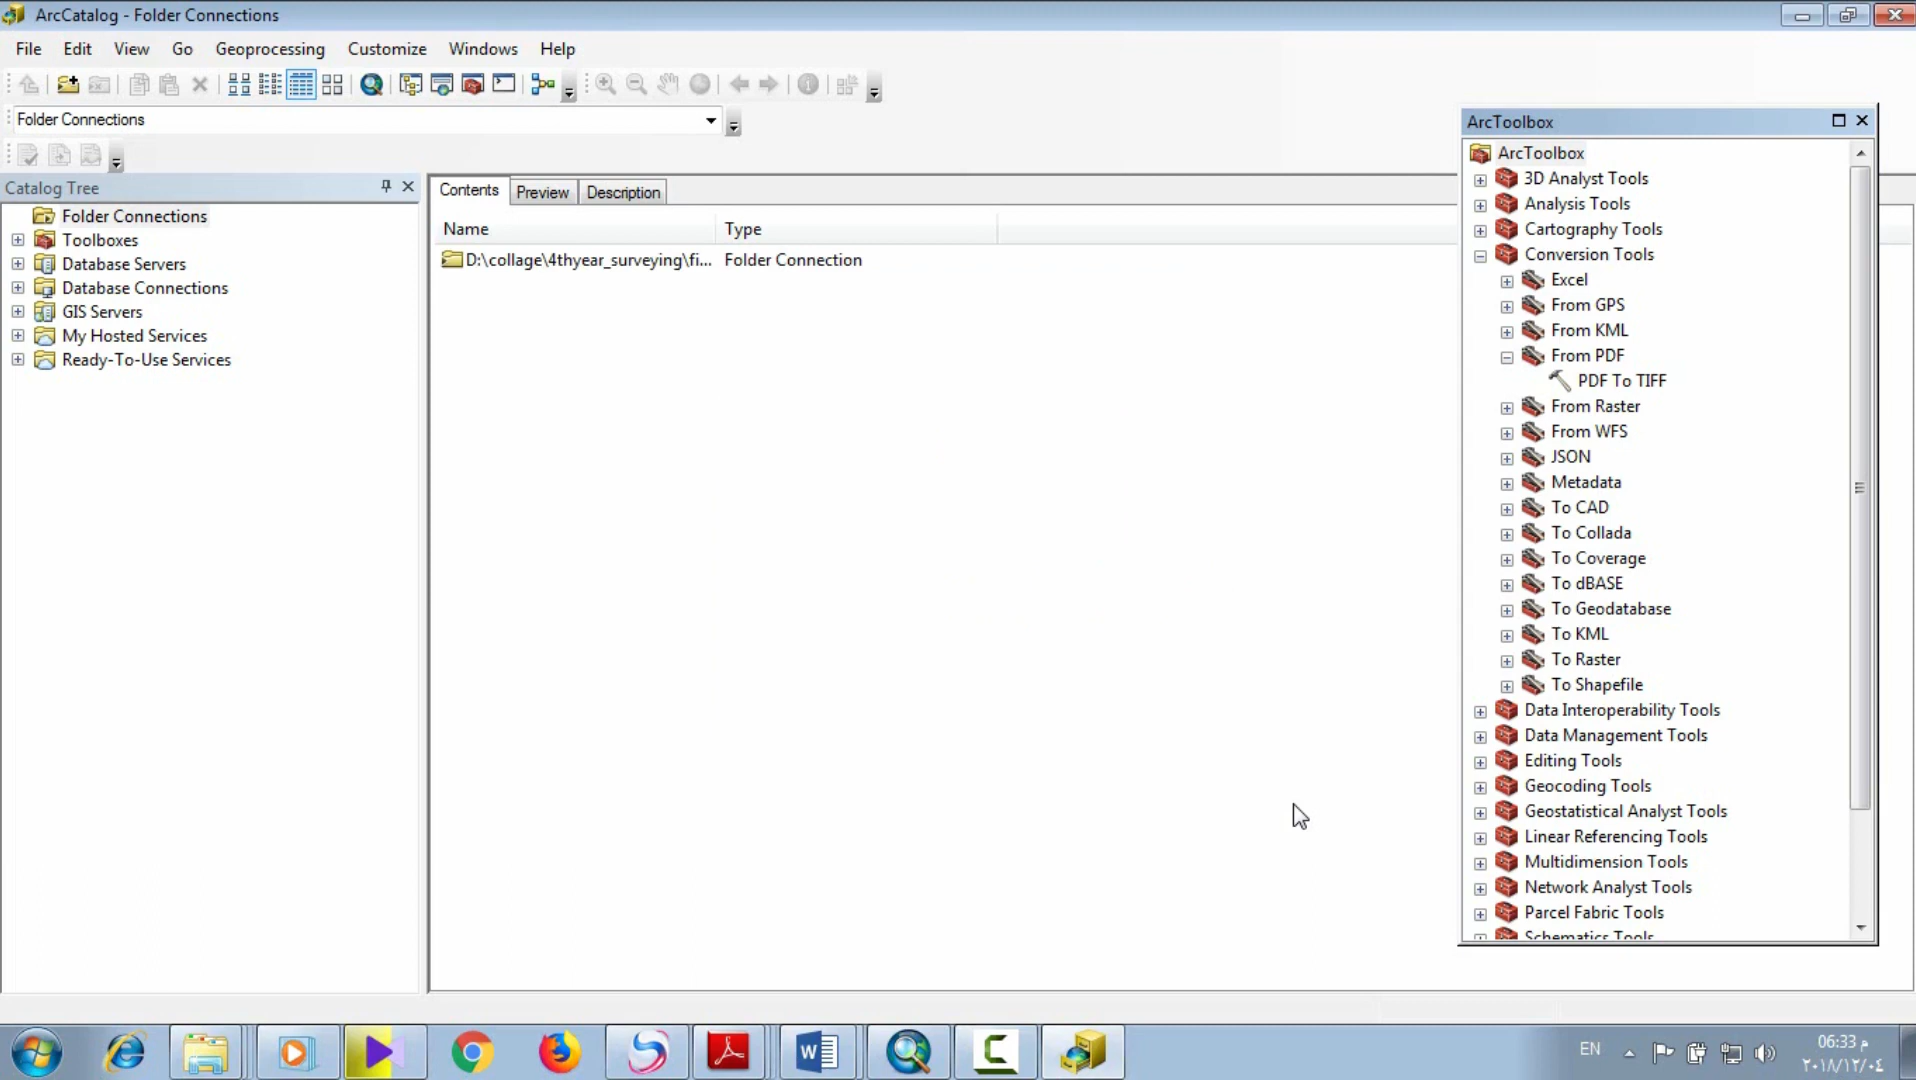 ArcCatalog - Folder Connections
File Edit View Go Geoprocessing Customize Windows Help
Folder Connections
Catalog Tree
Folder Connections
Toolboxes
Database Servers
Database Connections
GIS Servers
My Hosted Services
Ready-To-Use Services
Contents Preview Description
Name Type
D:\collage\4thyear_surveying\fi... Folder Connection
ArcToolbox
ArcToolbox
3D Analyst Tools
Analysis Tools
Cartography Tools
Conversion Tools
Excel
From GPS
From KML
From PDF
PDF To TIFF
From Raster
From WFS
JSON
Metadata
To CAD
To Collada
To Coverage
To dBASE
To Geodatabase
To KML
To Raster
To Shapefile
Data Interoperability Tools
Data Management Tools
Editing Tools
Geocoding Tools
Geostatistical Analyst Tools
Linear Referencing Tools
Multidimension Tools
Network Analyst Tools
Parcel Fabric Tools
Schematics Tools
EN
06:33 م
٢٠١٨/١٢/٠٤